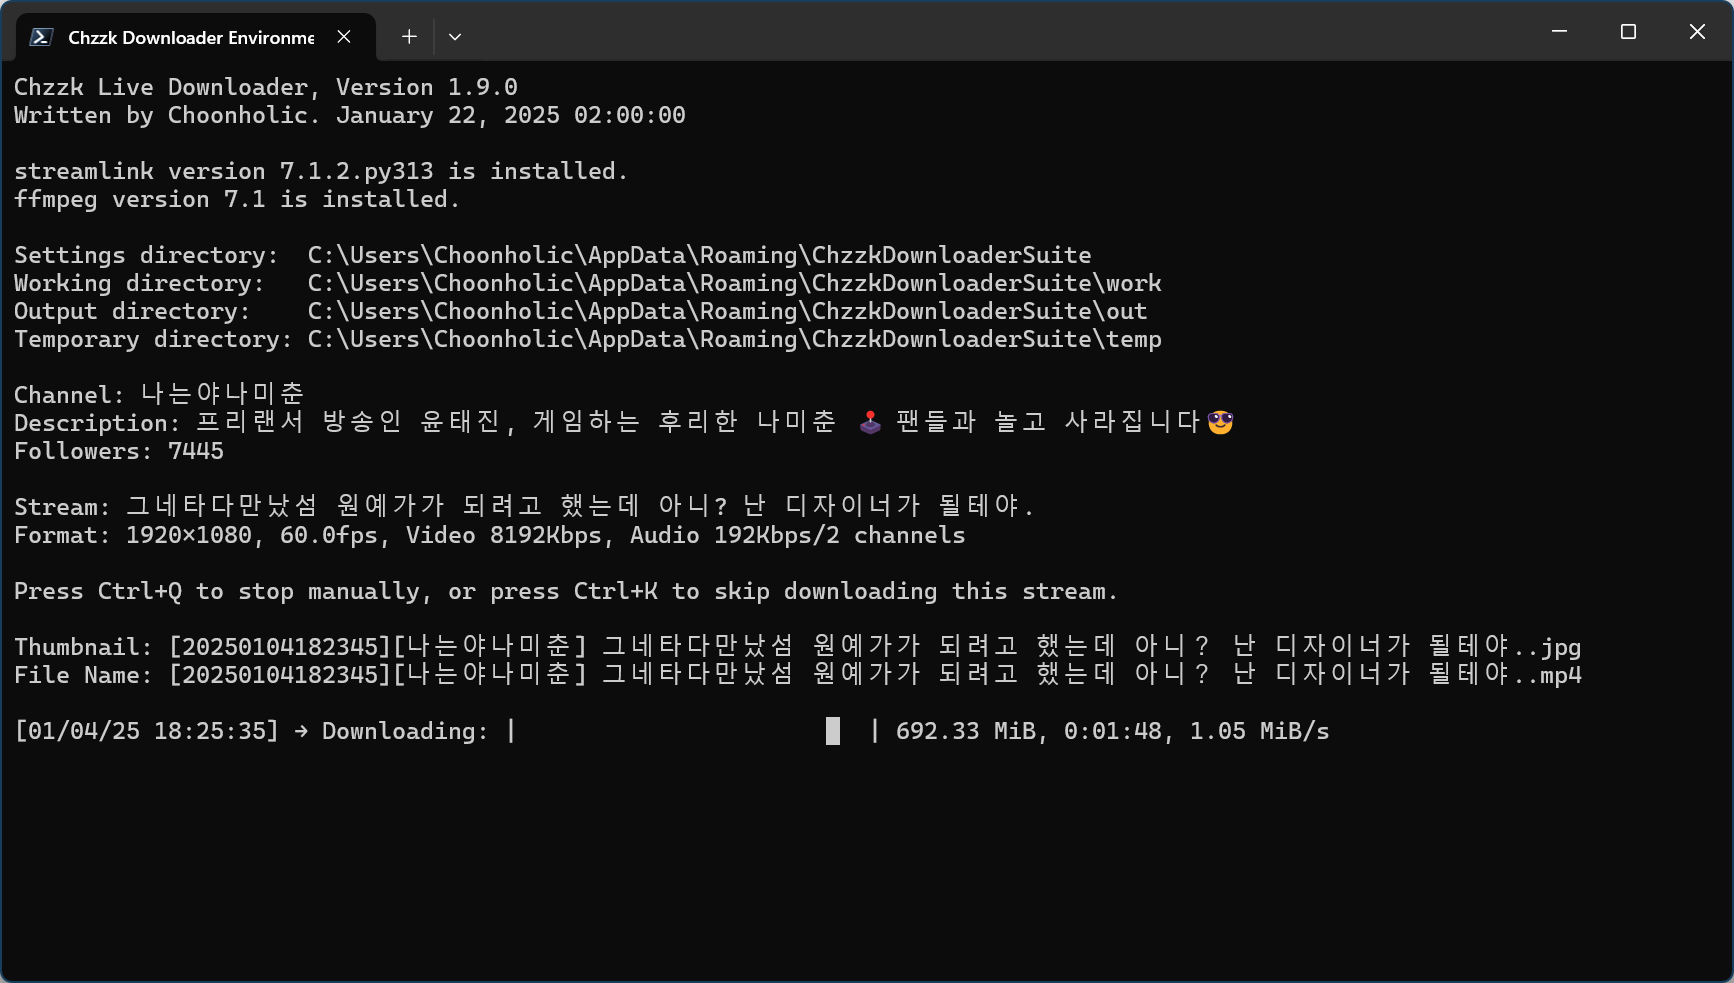 Chzzk Downloader Environme
Chzzk Live Downloader, Version 1.9.0
Written by Choonholic. January 22, 2025 02:00:00
streamlink version 7.1.2.py313 is installed.
ffmpeg version 7.1 is installed.
Settings directory:  C:\Users\Choonholic\AppData\Roaming\ChzzkDownloaderSuite
Working directory:   C:\Users\Choonholic\AppData\Roaming\ChzzkDownloaderSuite\work
Output directory:    C:\Users\Choonholic\AppData\Roaming\ChzzkDownloaderSuite\out
Temporary directory: C:\Users\Choonholic\AppData\Roaming\ChzzkDownloaderSuite\temp
Channel: 나는야나미춘
Description: 프리랜서 방송인 윤태진, 게임하는 후리한 나미춘 🕹️ 팬들과 놀고 사라집니다😎
Followers: 7445
Stream: 그네타다만났섬 원예가가 되려고 했는데 아니? 난 디자이너가 될테야.
Format: 1920×1080, 60.0fps, Video 8192Kbps, Audio 192Kbps/2 channels
Press Ctrl+Q to stop manually, or press Ctrl+K to skip downloading this stream.
Thumbnail: [20250104182345][나는야나미춘] 그네타다만났섬 원예가가 되려고 했는데 아니？ 난 디자이너가 될테야..jpg
File Name: [20250104182345][나는야나미춘] 그네타다만났섬 원예가가 되려고 했는데 아니？ 난 디자이너가 될테야..mp4
[01/04/25 18:25:35] → Downloading: |                      █  | 692.33 MiB, 0:01:48, 1.05 MiB/s